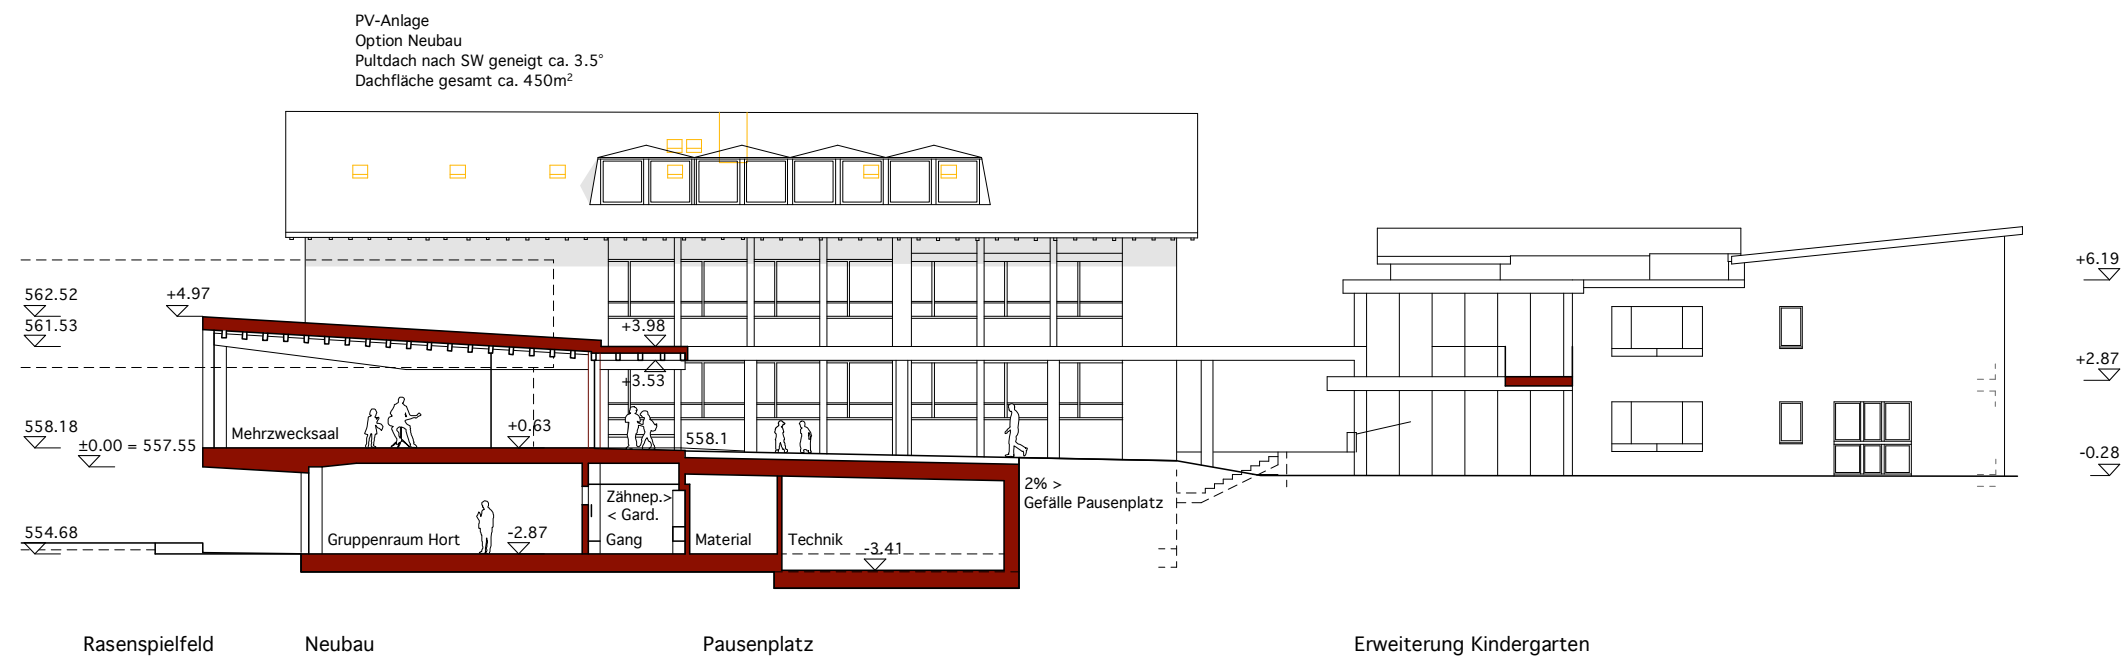 PV-Anlage
Option Neubau
Pultdach nach SW geneigt ca. 3.5°
Dachfläche gesamt ca. 450m²
+6.19
562.52
+4.97
561.53
+3.98
+2.87
+3.53
558.18
Mehrzwecksaal
+0.63
558.1
±0.00 = 557.55
-0.28
2% >
Gefälle Pausenplatz
Zähnep.>
< Gard.
554.68
Gruppenraum Hort
-2.87
Gang
Material
Technik
-3.41
Rasenspielfeld
Neubau
Pausenplatz
Erweiterung Kindergarten